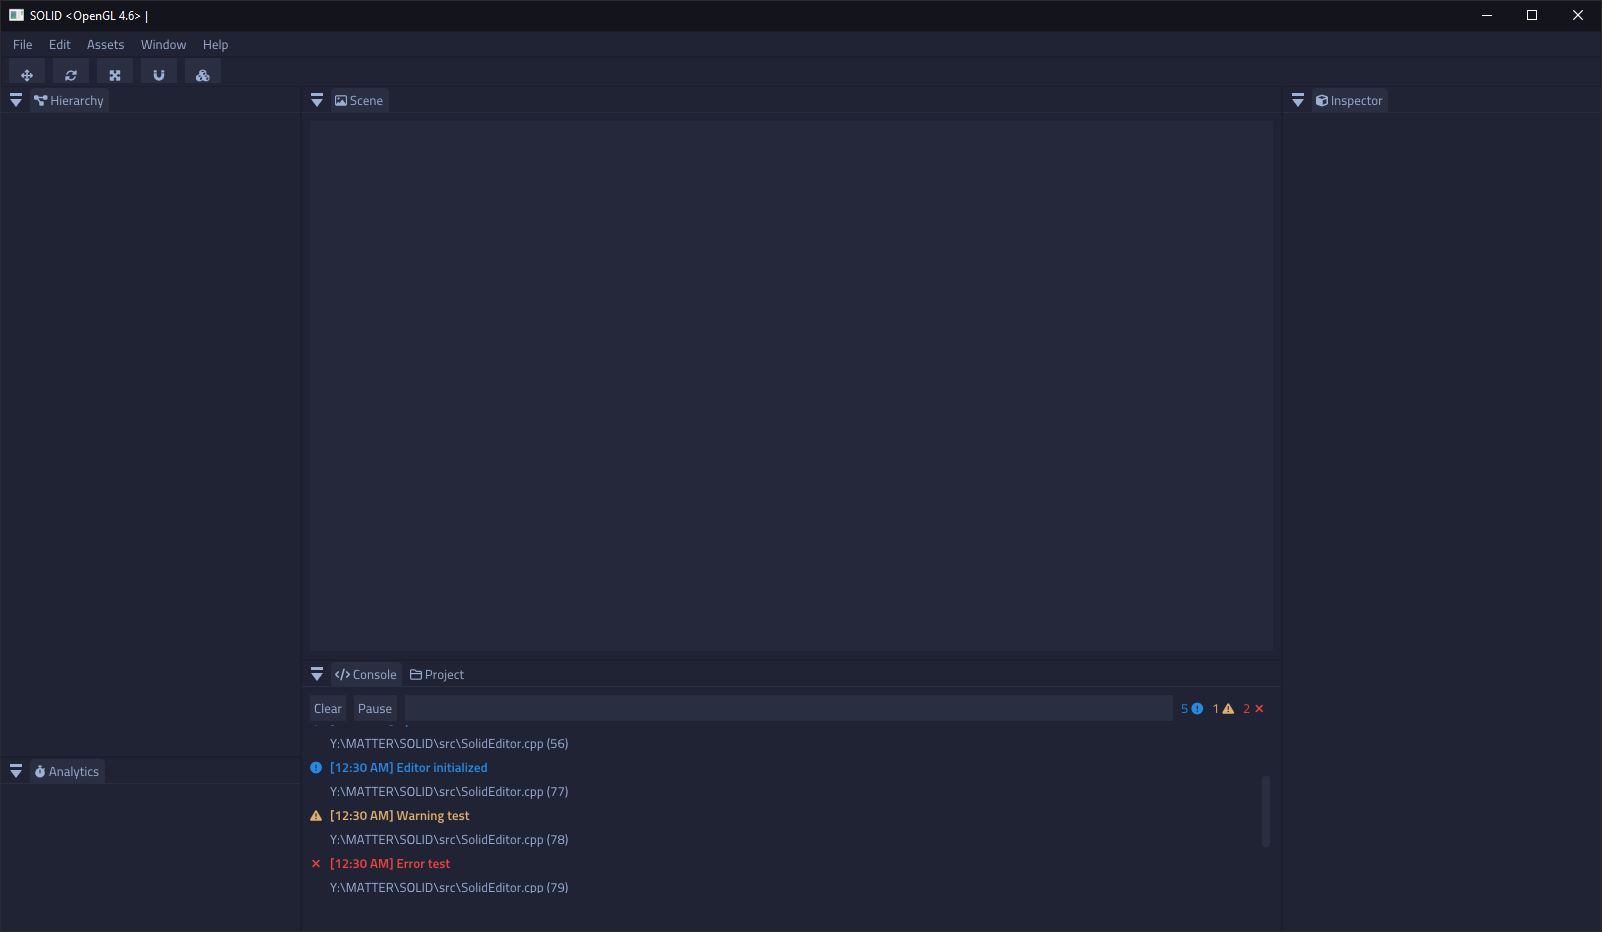 SOLID <OpenGL 4.6> |
File Edit Assets Window Help
Hierarchy
Scene
Inspector
Console Project
Clear Pause 5 1 2
Y:\MATTER\SOLID\src\SolidEditor.cpp (56)
[12:30 AM] Editor initialized
Y:\MATTER\SOLID\src\SolidEditor.cpp (77)
[12:30 AM] Warning test
Y:\MATTER\SOLID\src\SolidEditor.cpp (78)
[12:30 AM] Error test
Y:\MATTER\SOLID\src\SolidEditor.cpp (79)
Analytics